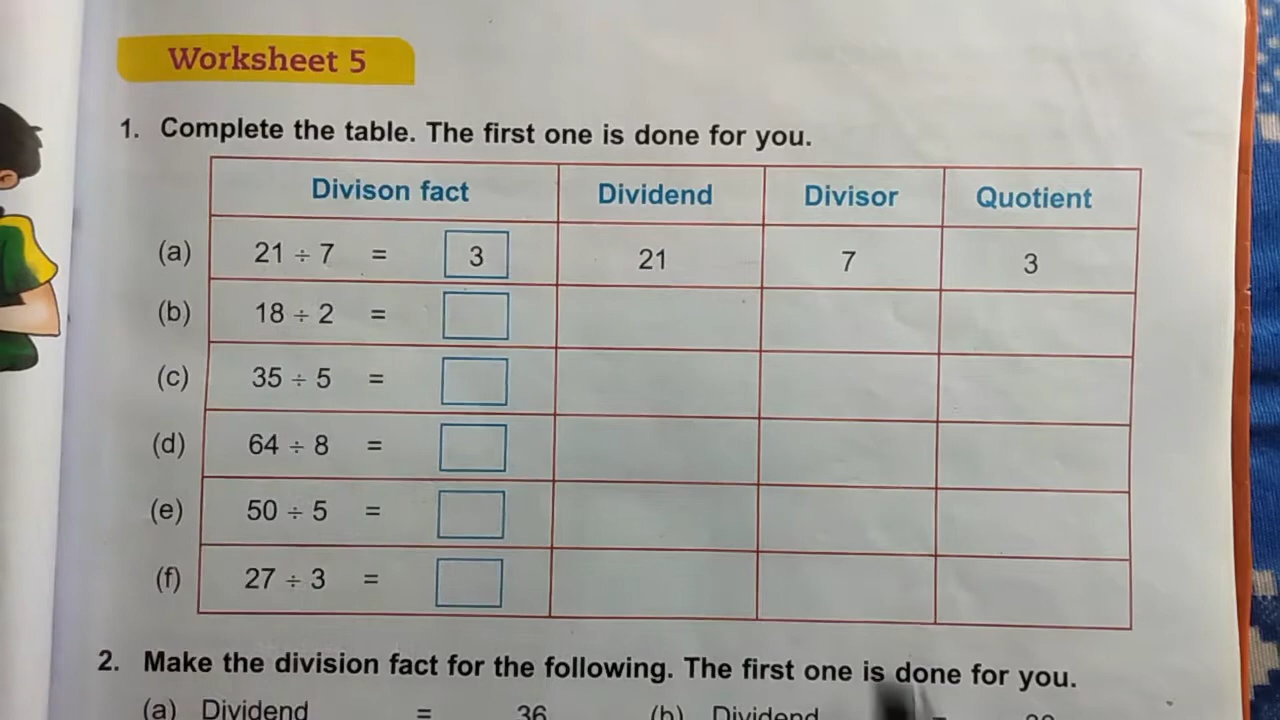 Worksheet 5
1. Complete the table. The first one is done for you.
Divison fact Dividend Divisor Quotient
(a) 21 ÷ 7 = 3 21 7 3
(b) 18 ÷ 2 =
(c) 35 ÷ 5 =
(d) 64 ÷ 8 =
(e) 50 ÷ 5 =
(f) 27 ÷ 3 =
2. Make the division fact for the following. The first one is done for you.
(a) Dividend = 36 (b) Dividend =